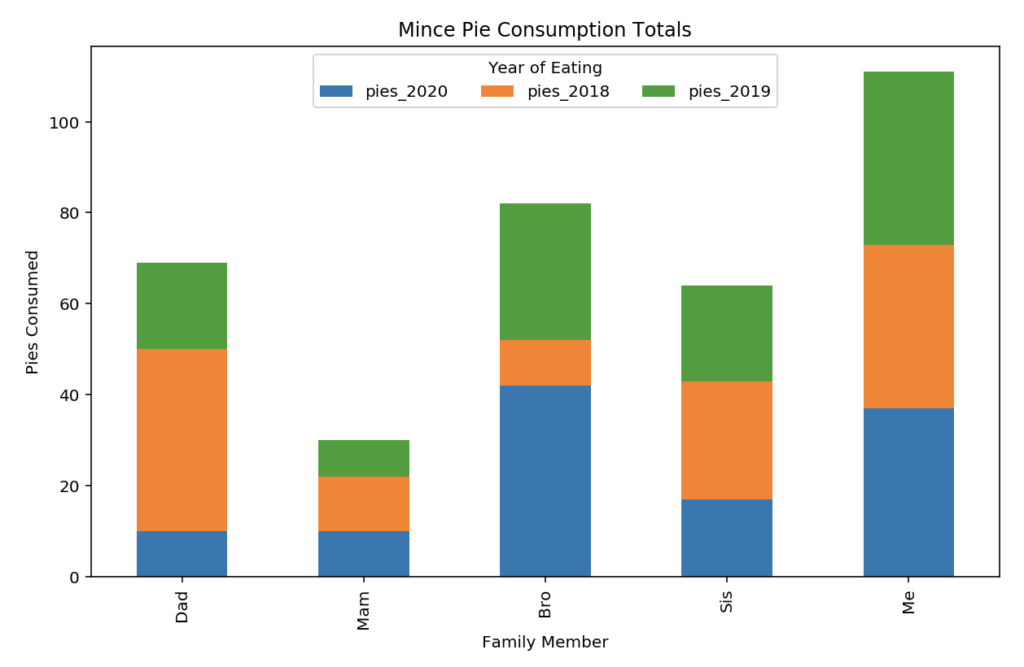 Mince Pie Consumption Totals
Year of Eating
pies_2020 pies_2018 pies_2019
100
80
60
40
20
0
Pies Consumed
Dad Mam Bro Sis Me
Family Member